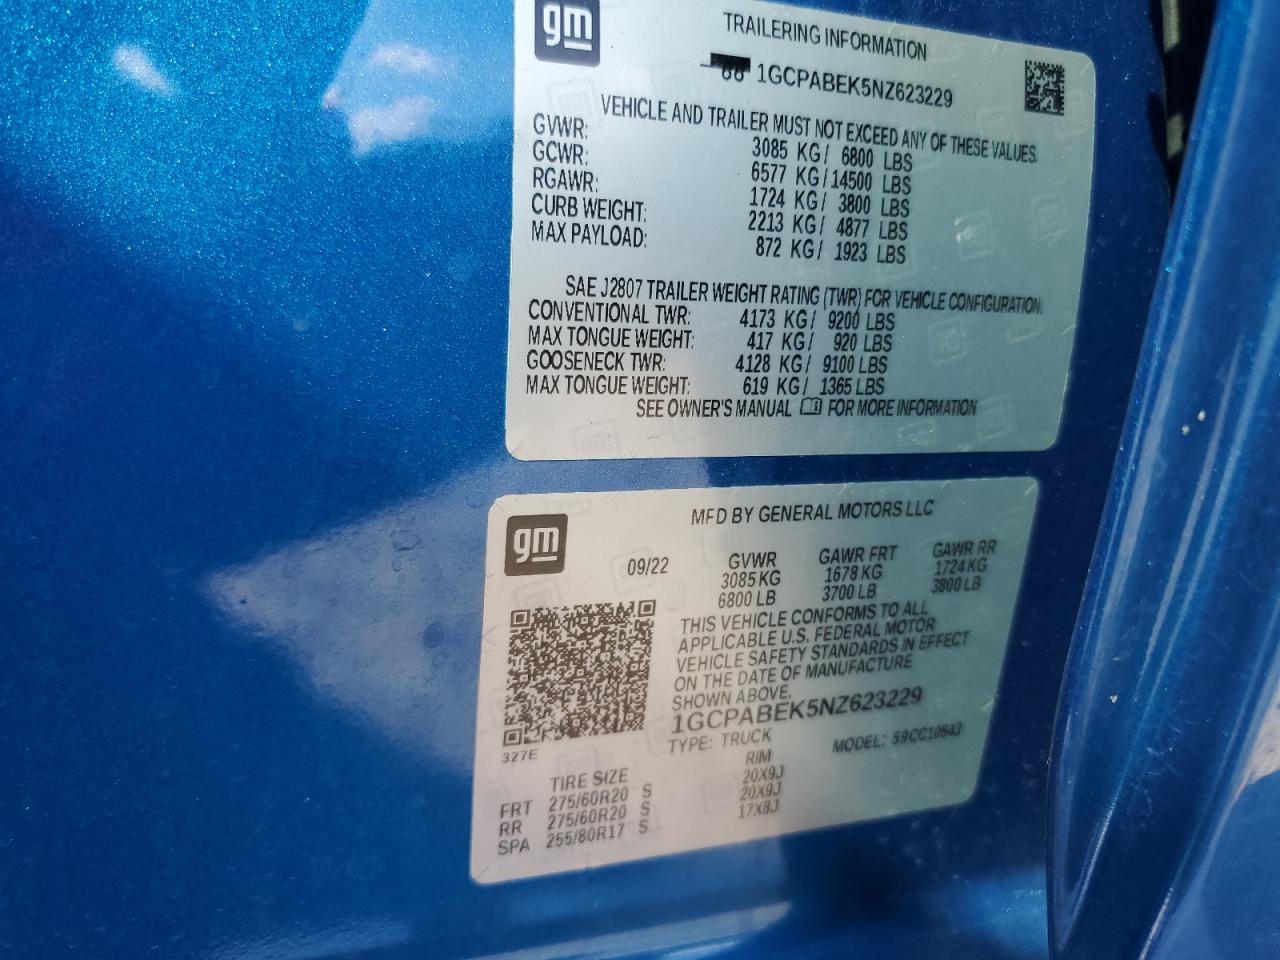 gm
TRAILERING INFORMATION
1GCPABEK5NZ623229
VEHICLE AND TRAILER MUST NOT EXCEED ANY OF THESE VALUES.
GVWR: 3085 KG/ 6800 LBS
GCWR: 6577 KG/14500 LBS
RGAWR: 1724 KG/ 3800 LBS
CURB WEIGHT: 2213 KG/ 4877 LBS
MAX PAYLOAD: 872 KG/ 1923 LBS
SAE J2807 TRAILER WEIGHT RATING (TWR) FOR VEHICLE CONFIGURATION.
CONVENTIONAL TWR: 4173 KG/ 9200 LBS
MAX TONGUE WEIGHT: 417 KG/ 920 LBS
GOOSENECK TWR: 4128 KG/ 9100 LBS
MAX TONGUE WEIGHT: 619 KG/ 1365 LBS
SEE OWNER'S MANUAL FOR MORE INFORMATION
gm
MFD BY GENERAL MOTORS LLC
09/22 GVWR GAWR FRT GAWR RR
3085 KG 1678 KG 1724 KG
6800 LB 3700 LB 3800 LB
THIS VEHICLE CONFORMS TO ALL
APPLICABLE U.S. FEDERAL MOTOR
VEHICLE SAFETY STANDARDS IN EFFECT
ON THE DATE OF MANUFACTURE
SHOWN ABOVE.
1GCPABEK5NZ623229
327E
TYPE: TRUCK MODEL: 59CC10543
TIRE SIZE RIM
FRT 275/60R20 S 20X9J
RR 275/60R20 S 20X9J
SPA 255/80R17 S 17X8J